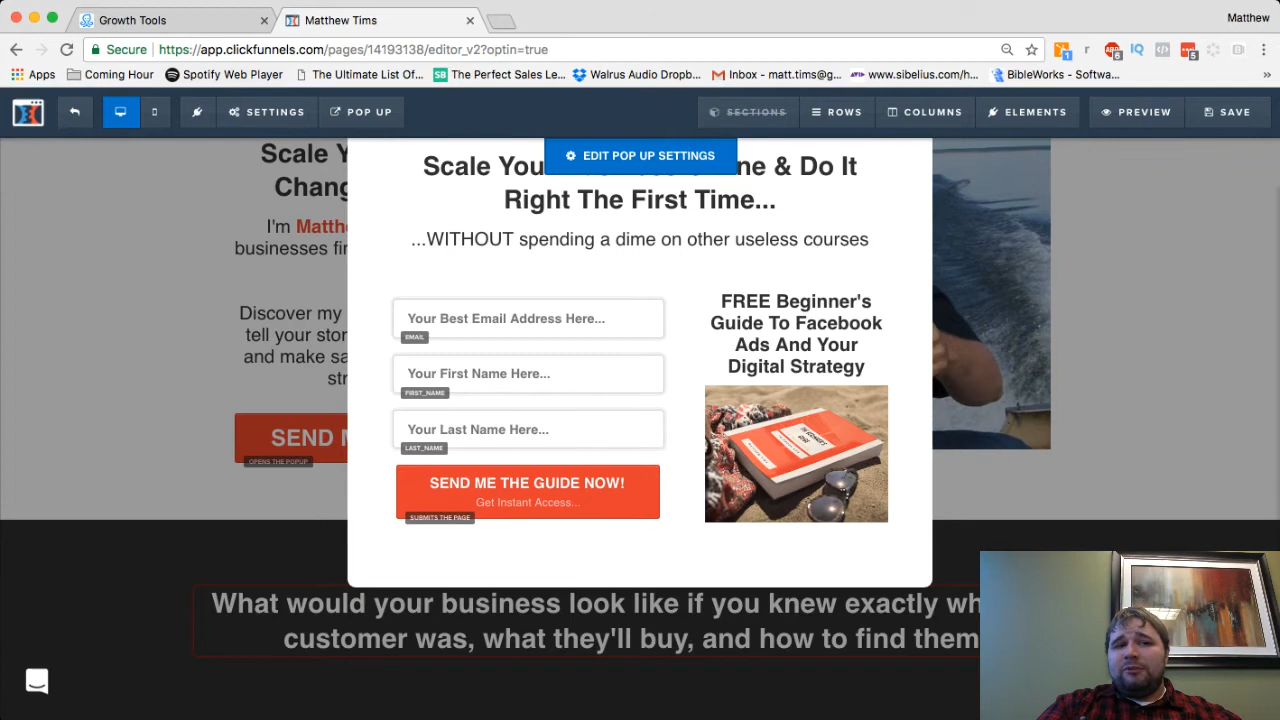 Growth Tools
Matthew Tims
Matthew
Secure https://app.clickfunnels.com/pages/14193138/editor_v2?optin=true
Apps Coming Hour Spotify Web Player The Ultimate List Of... The Perfect Sales Le... Walrus Audio Dropb... Inbox - matt.tims@g... www.sibelius.com/h... BibleWorks - Softwa...
SETTINGS POP UP SECTIONS ROWS COLUMNS ELEMENTS PREVIEW SAVE
EDIT POP UP SETTINGS
Scale Y
Chang
I'm Matth
businesses fi
Discover my
tell your sto
and make sa
str
SEND
OPENS THE POPUP
Scale You ne & Do It
Right The First Time...
...WITHOUT spending a dime on other useless courses
Your Best Email Address Here...
EMAIL
Your First Name Here...
FIRST_NAME
Your Last Name Here...
LAST_NAME
SEND ME THE GUIDE NOW!
Get Instant Access...
SUBMITS THE PAGE
FREE Beginner's
Guide To Facebook
Ads And Your
Digital Strategy
What would your business look like if you knew exactly wh
customer was, what they'll buy, and how to find them